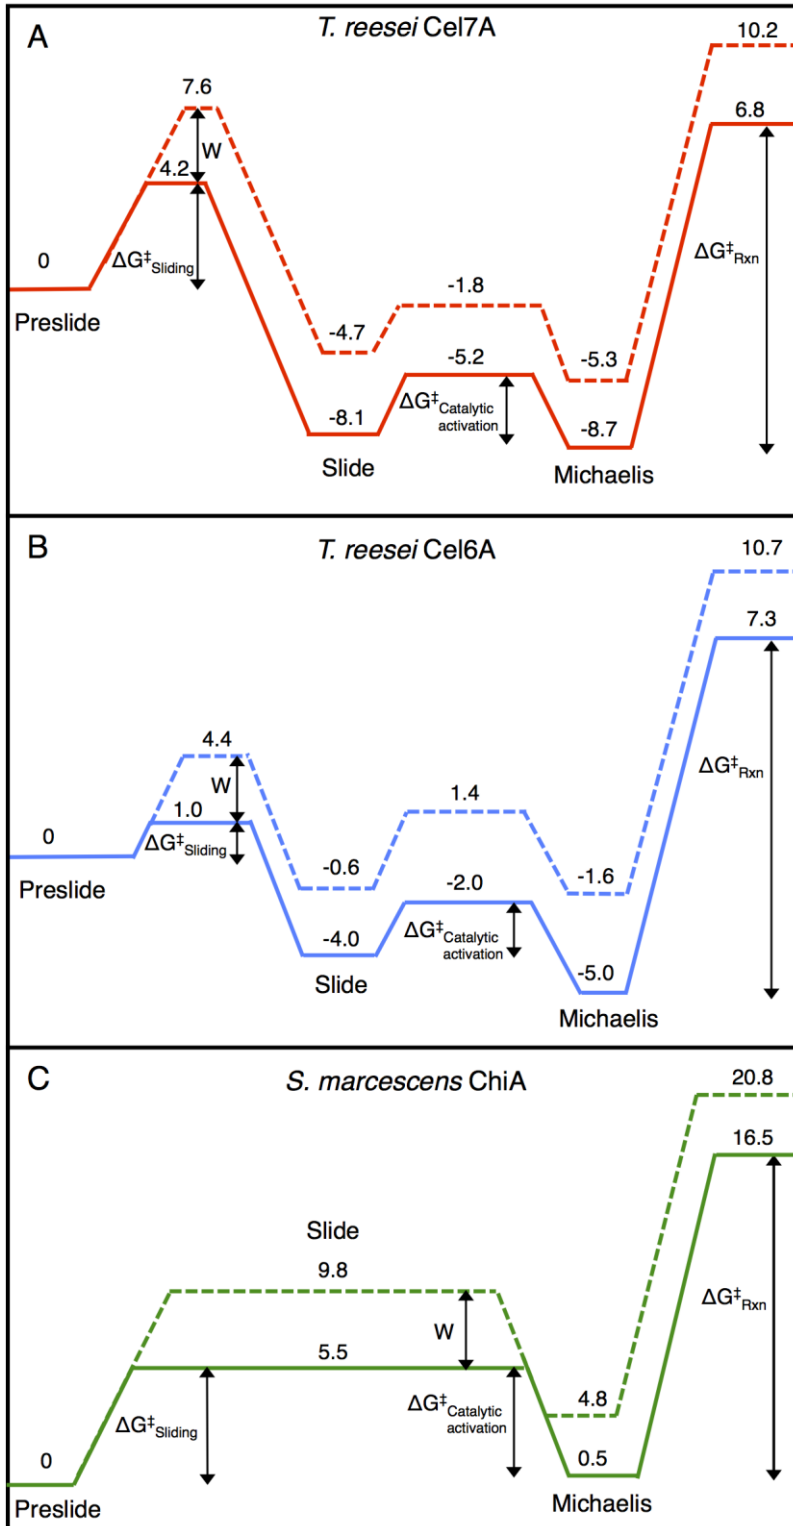 A
T. reesei Cel7A
10.2
7.6
6.8
W
4.2
0
ΔG‡Sliding
ΔG‡Rxn
Preslide
-1.8
-4.7
-5.3
-5.2
ΔG‡Catalytic
activation
-8.1
-8.7
Slide
Michaelis
B
T. reesei Cel6A
10.7
7.3
4.4
W
1.4
ΔG‡Rxn
1.0
0
ΔG‡Sliding
-0.6
-1.6
Preslide
-2.0
-4.0
ΔG‡Catalytic
activation
-5.0
Slide
Michaelis
C
S. marcescens ChiA
20.8
16.5
Slide
9.8
ΔG‡Rxn
W
5.5
ΔG‡Sliding
ΔG‡Catalytic
activation
4.8
0
0.5
Preslide
Michaelis